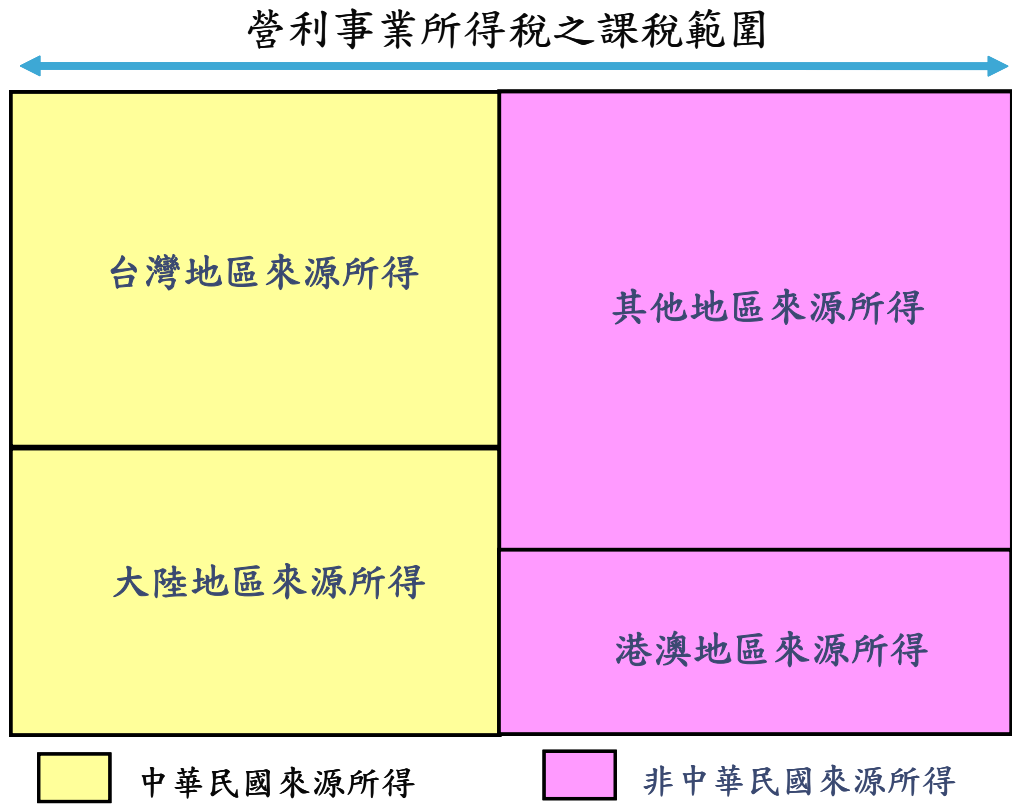 營利事業所得稅之課稅範圍
台灣地區來源所得
其他地區來源所得
大陸地區來源所得
港澳地區來源所得
中華民國來源所得
非中華民國來源所得